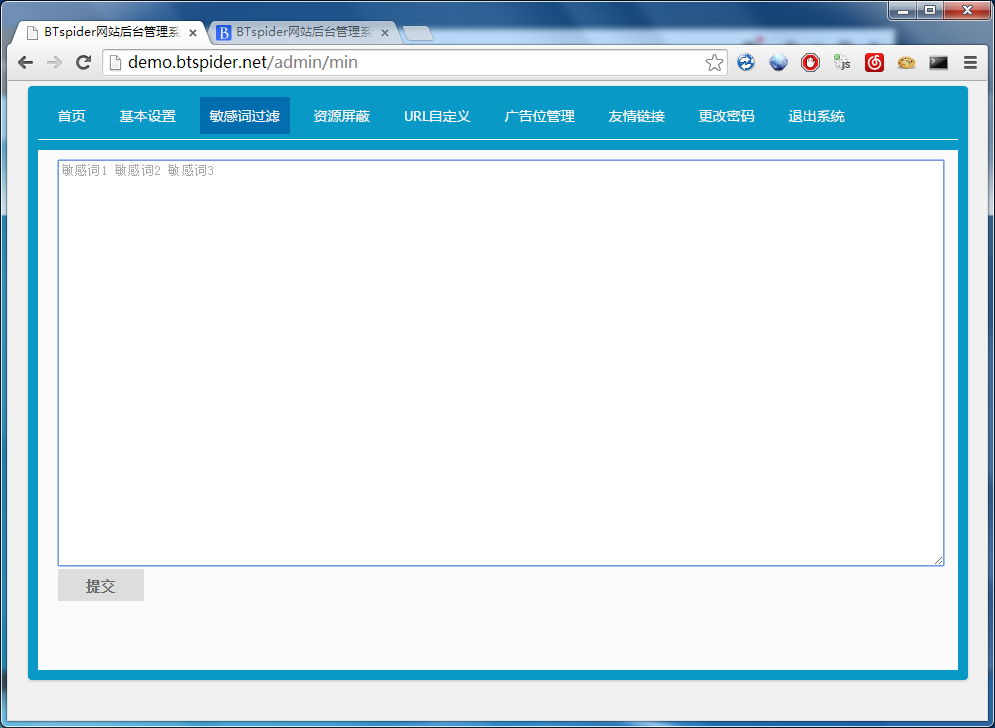 BTspider网站后台管理系
BTspider网站后台管理系
demo.btspider.net/admin/min
js
首页 基本设置 敏感词过滤 资源屏蔽 URL自定义 广告位管理 友情链接 更改密码 退出系统
敏感词1 敏感词2 敏感词3
提交